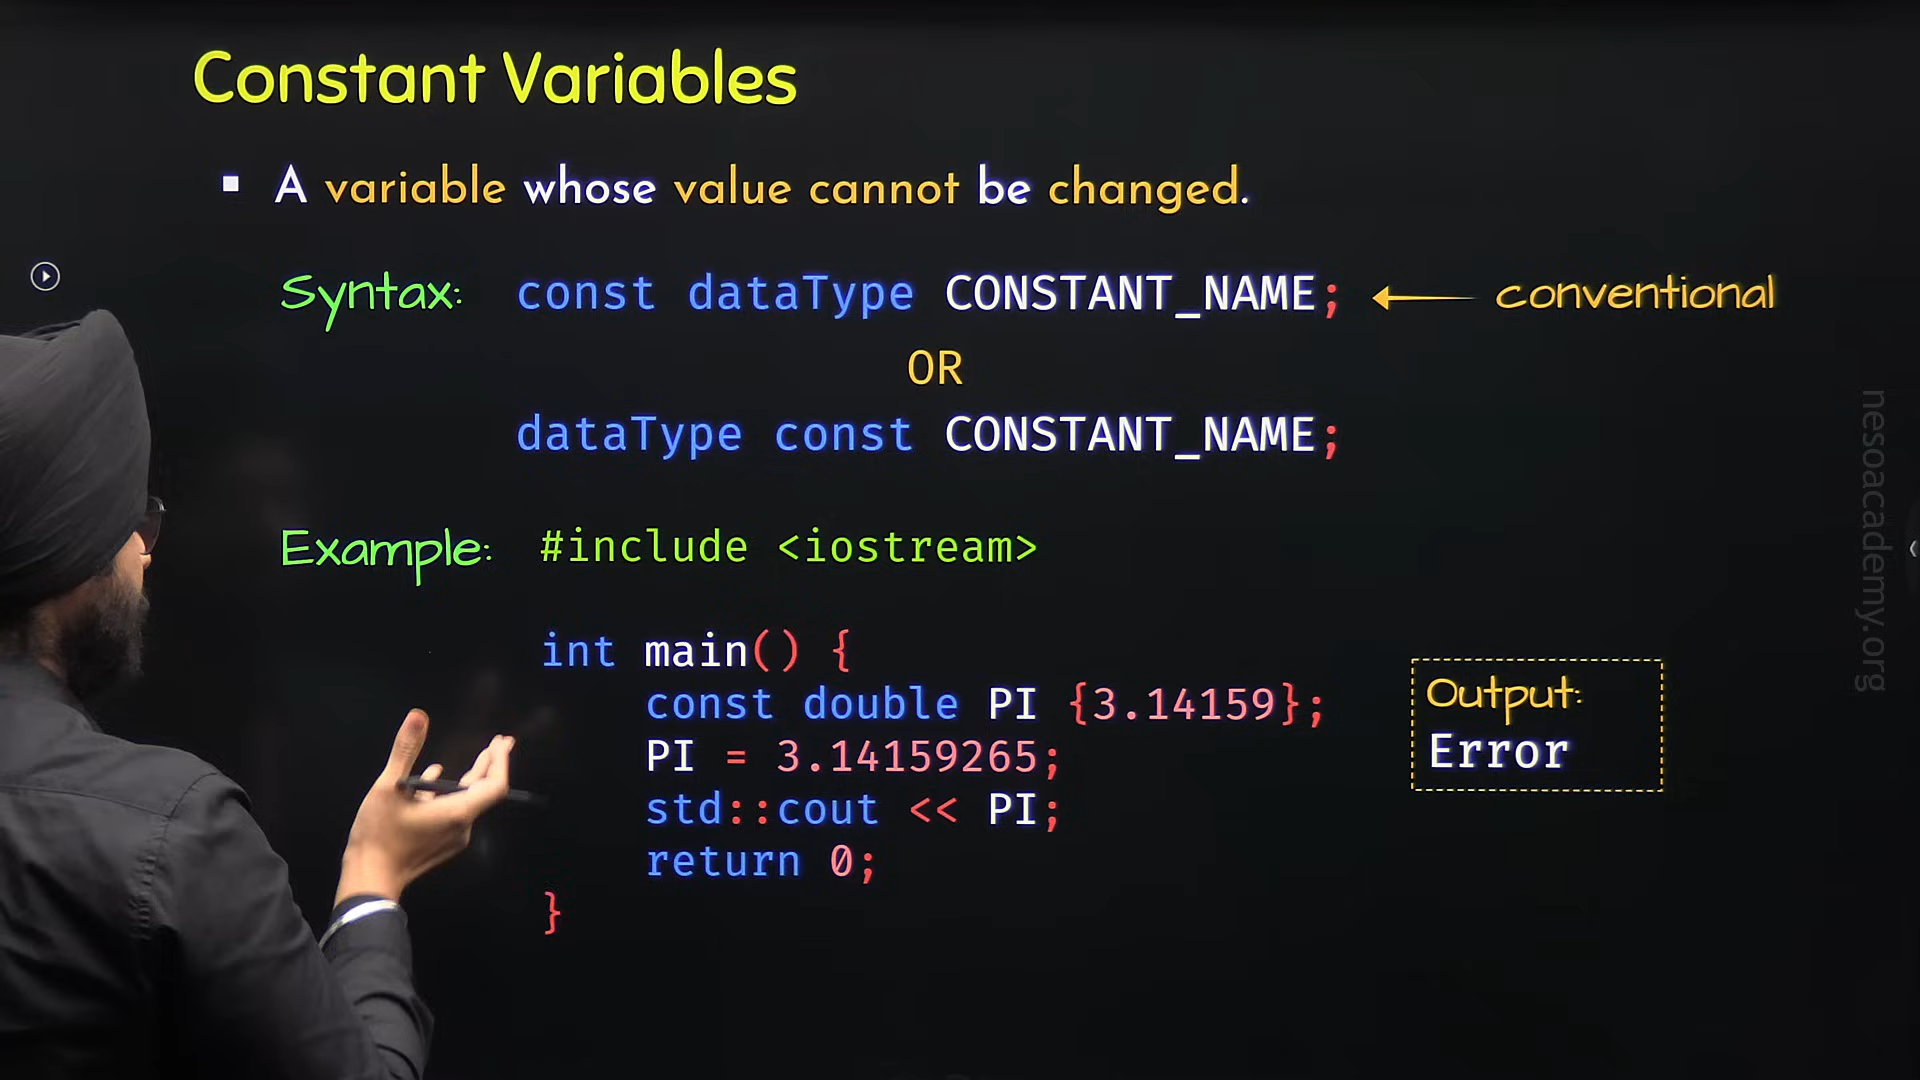 Constant Variables
▪ A variable whose value cannot be changed.
Syntax: const dataType CONSTANT_NAME; ← conventional
OR
dataType const CONSTANT_NAME;
Example: #include <iostream>
int main() {
const double PI {3.14159};
PI = 3.14159265;
std::cout << PI;
return 0;
}
Output:
Error
nesoacademy.org